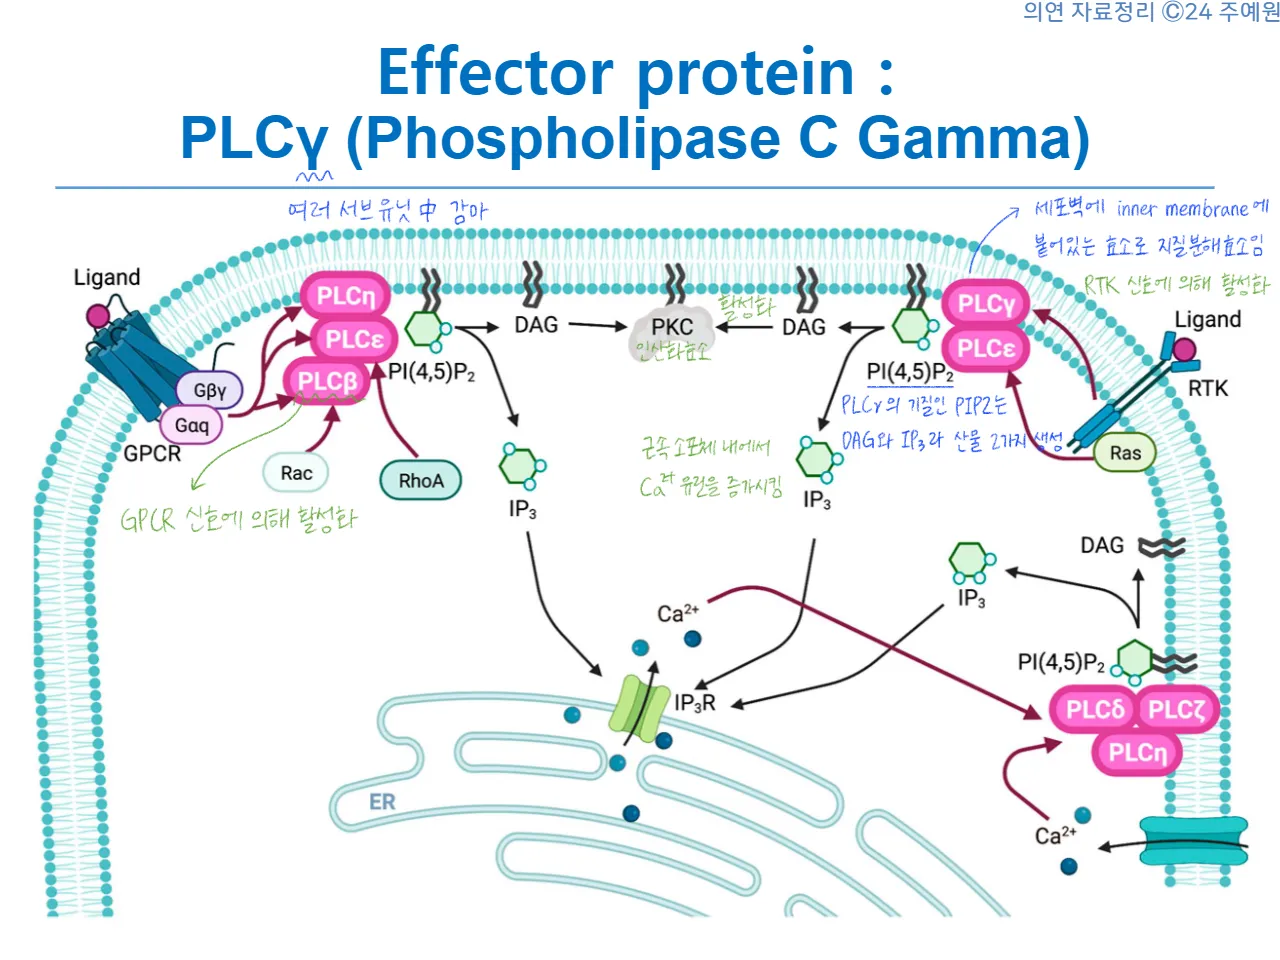 의연 자료정리 ©24 주예원
Effector protein :
PLCγ (Phospholipase C Gamma)
여러 서브유닛 中 감마
세포벽에 inner membrane에
붙어있는 효소로 지질분해효소임
RTK 신호에 의해 활성화
Ligand
PLCη
PLCε
PLCβ
Gβγ
Gαq
GPCR
Rac
RhoA
GPCR 신호에 의해 활성화
PI(4,5)P2
DAG
PKC
인산화효소
활성화
DAG
PI(4,5)P2
PLCγ
PLCε
Ligand
RTK
Ras
PLCγ의 기질인 PIP2는
DAG와 IP3라 산물 2가지 생성
근속 소포체 내에서
Ca2+ 유런을 증가시킴
IP3
IP3
DAG
IP3
PI(4,5)P2
PLCδ
PLCζ
PLCη
Ca2+
IP3R
ER
Ca2+